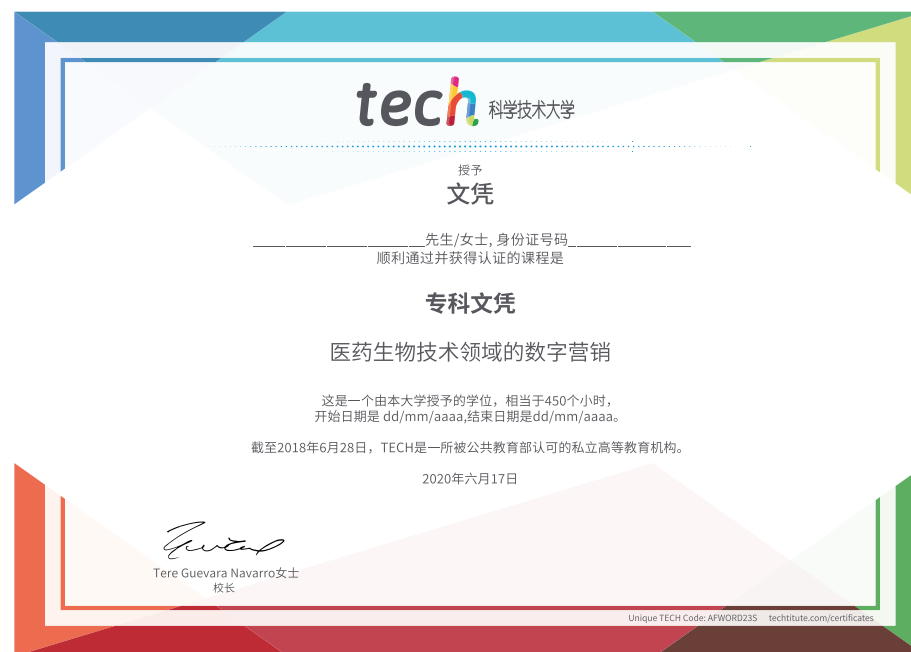 tech 科学技术大学
授予
文凭
______________________先生/女士, 身份证号码________________
顺利通过并获得认证的课程是
专科文凭
医药生物技术领域的数字营销
这是一个由本大学授予的学位，相当于450个小时，
开始日期是 dd/mm/aaaa,结束日期是dd/mm/aaaa。
截至2018年6月28日，TECH是一所被公共教育部认可的私立高等教育机构。
2020年六月17日
Tere Guevara Navarro女士
校长
Unique TECH Code: AFWORD23S techtitute.com/certificates